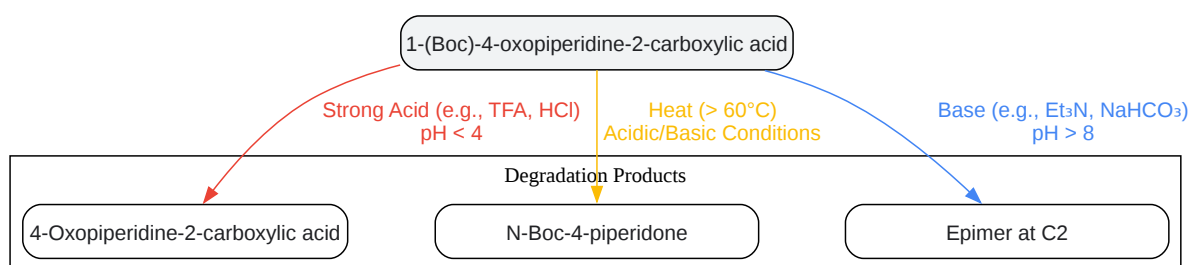 1-(Boc)-4-oxopiperidine-2-carboxylic acid
Strong Acid (e.g., TFA, HCl)
pH < 4
Heat (> 60°C)
Acidic/Basic Conditions
Base (e.g., Et₃N, NaHCO₃)
pH > 8
Degradation Products
4-Oxopiperidine-2-carboxylic acid
N-Boc-4-piperidone
Epimer at C2